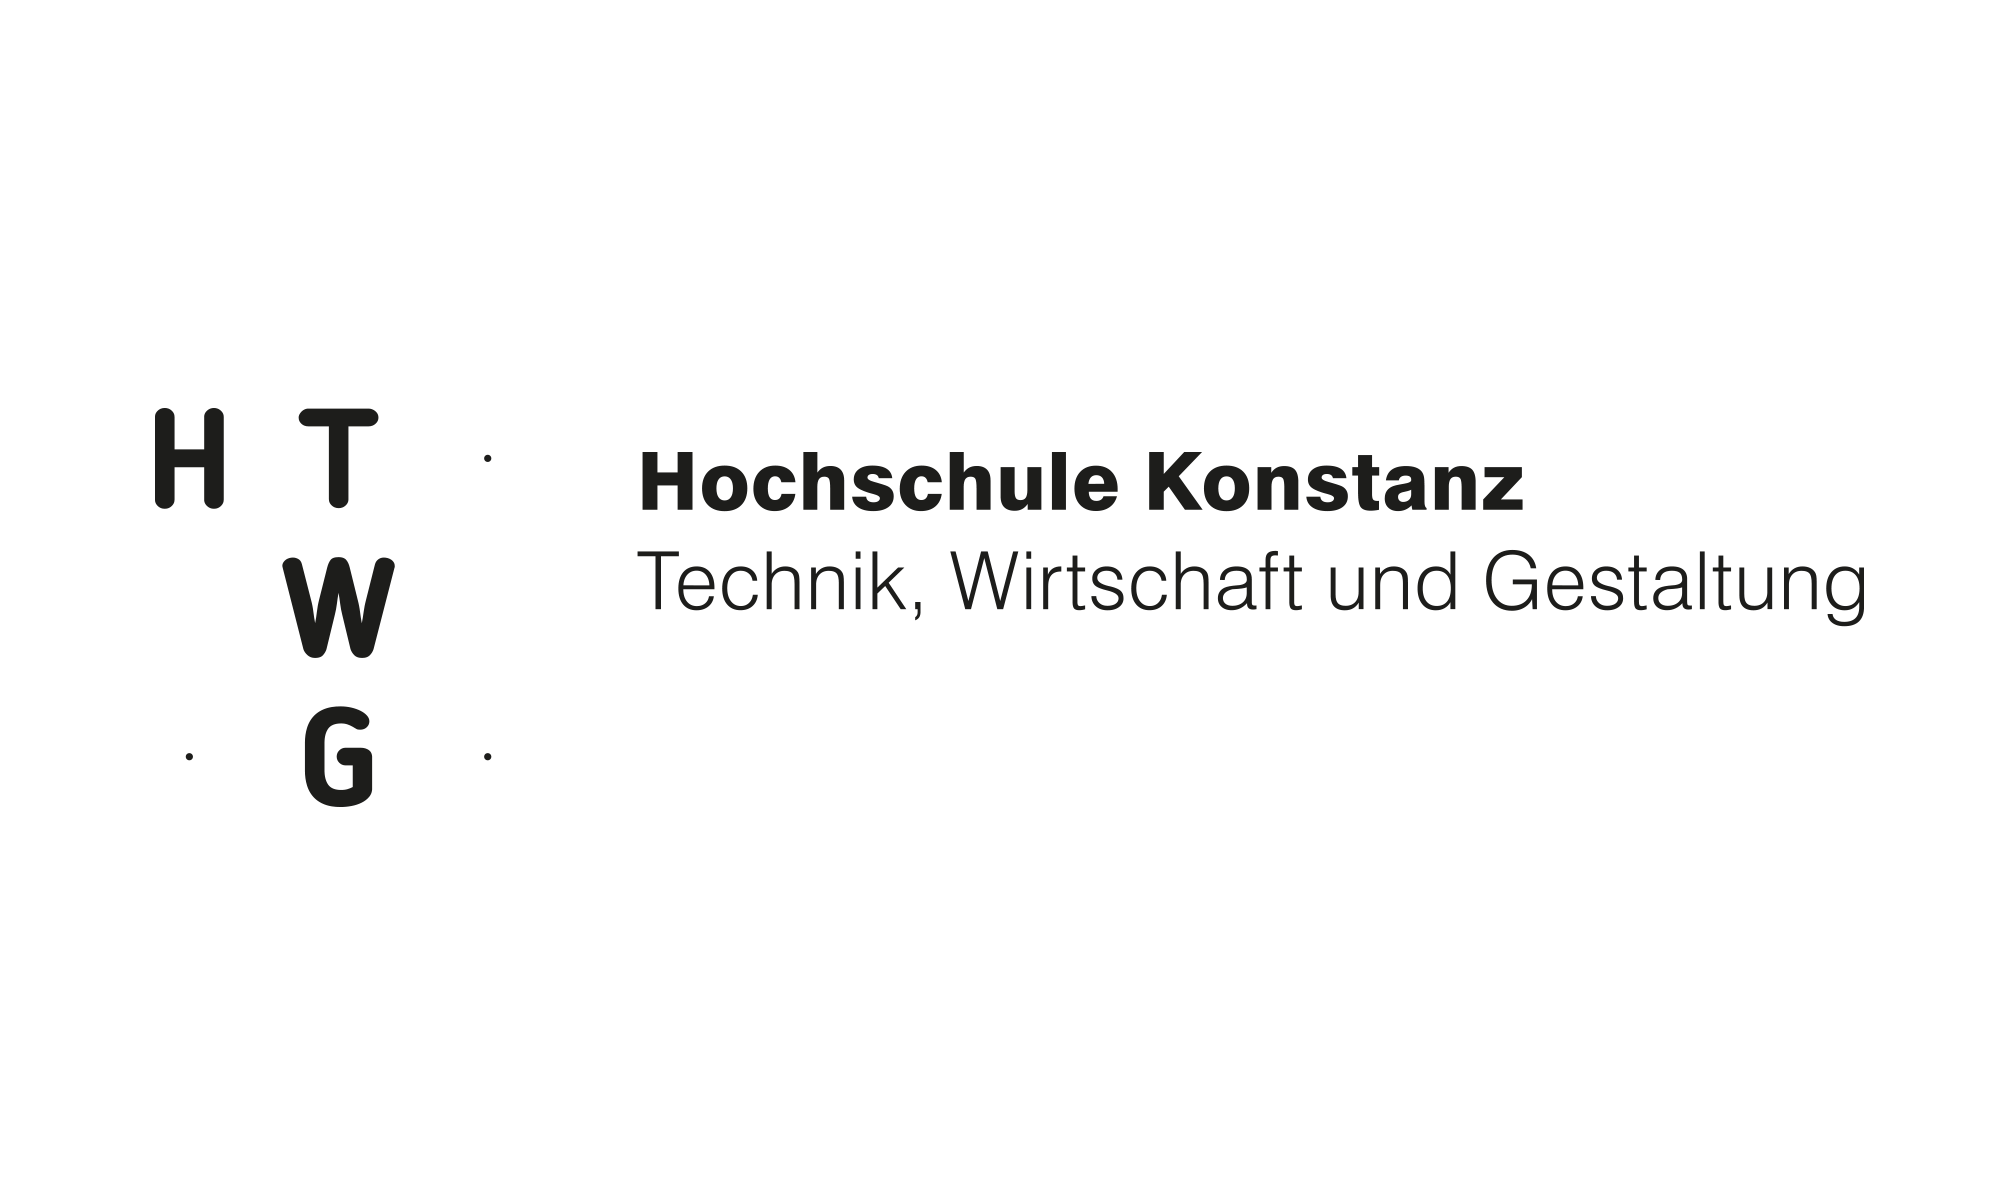 H T
W
G
Hochschule Konstanz
Technik, Wirtschaft und Gestaltung